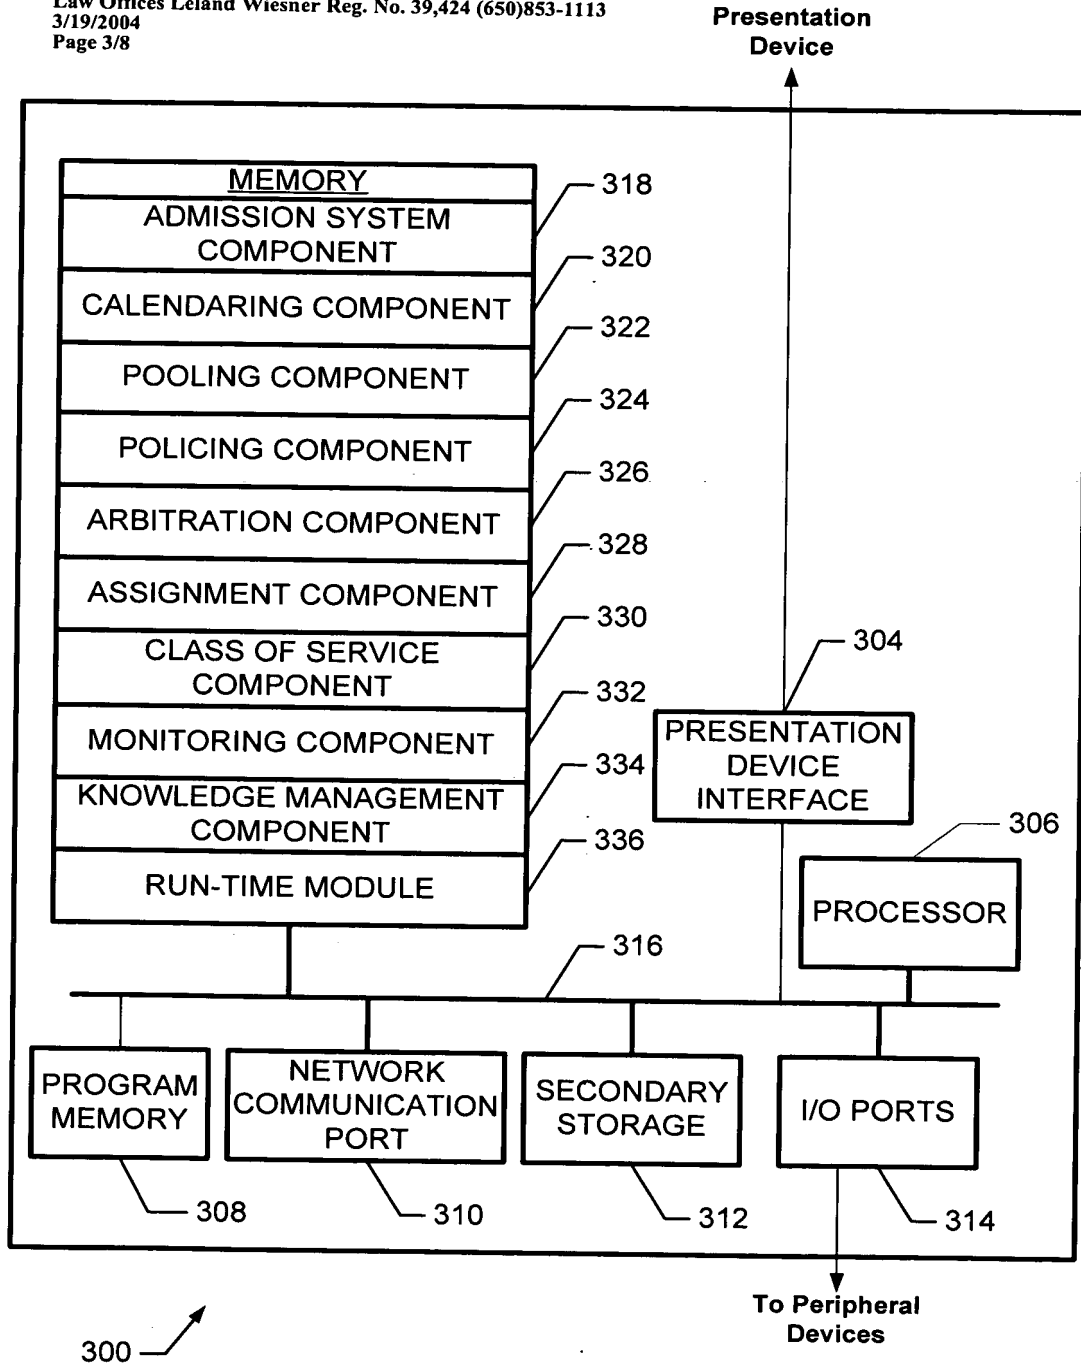 Law Offices Leland Wiesner Reg. No. 39,424 (650)853-1113
3/19/2004
Page 3/8
Presentation
Device
MEMORY
ADMISSION SYSTEM
COMPONENT
318
CALENDARING COMPONENT
320
POOLING COMPONENT
322
POLICING COMPONENT
324
ARBITRATION COMPONENT
326
ASSIGNMENT COMPONENT
328
CLASS OF SERVICE
COMPONENT
330
MONITORING COMPONENT
332
KNOWLEDGE MANAGEMENT
COMPONENT
334
RUN-TIME MODULE
336
304
PRESENTATION
DEVICE
INTERFACE
306
PROCESSOR
316
PROGRAM
MEMORY
NETWORK
COMMUNICATION
PORT
SECONDARY
STORAGE
I/O PORTS
308
310
312
314
To Peripheral
Devices
300